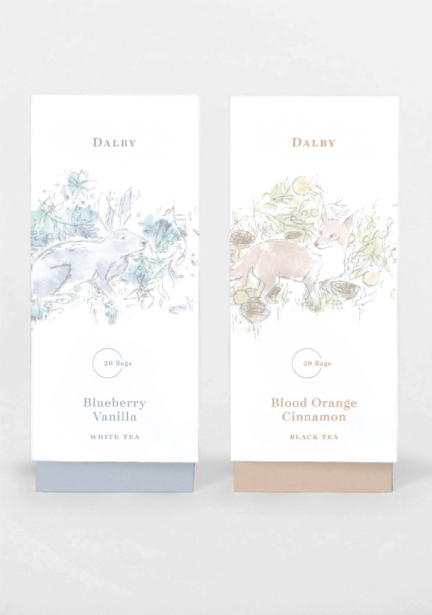 DALBY
20 Bags
Blueberry
Vanilla
WHITE TEA
DALBY
20 Bags
Blood Orange
Cinnamon
BLACK TEA